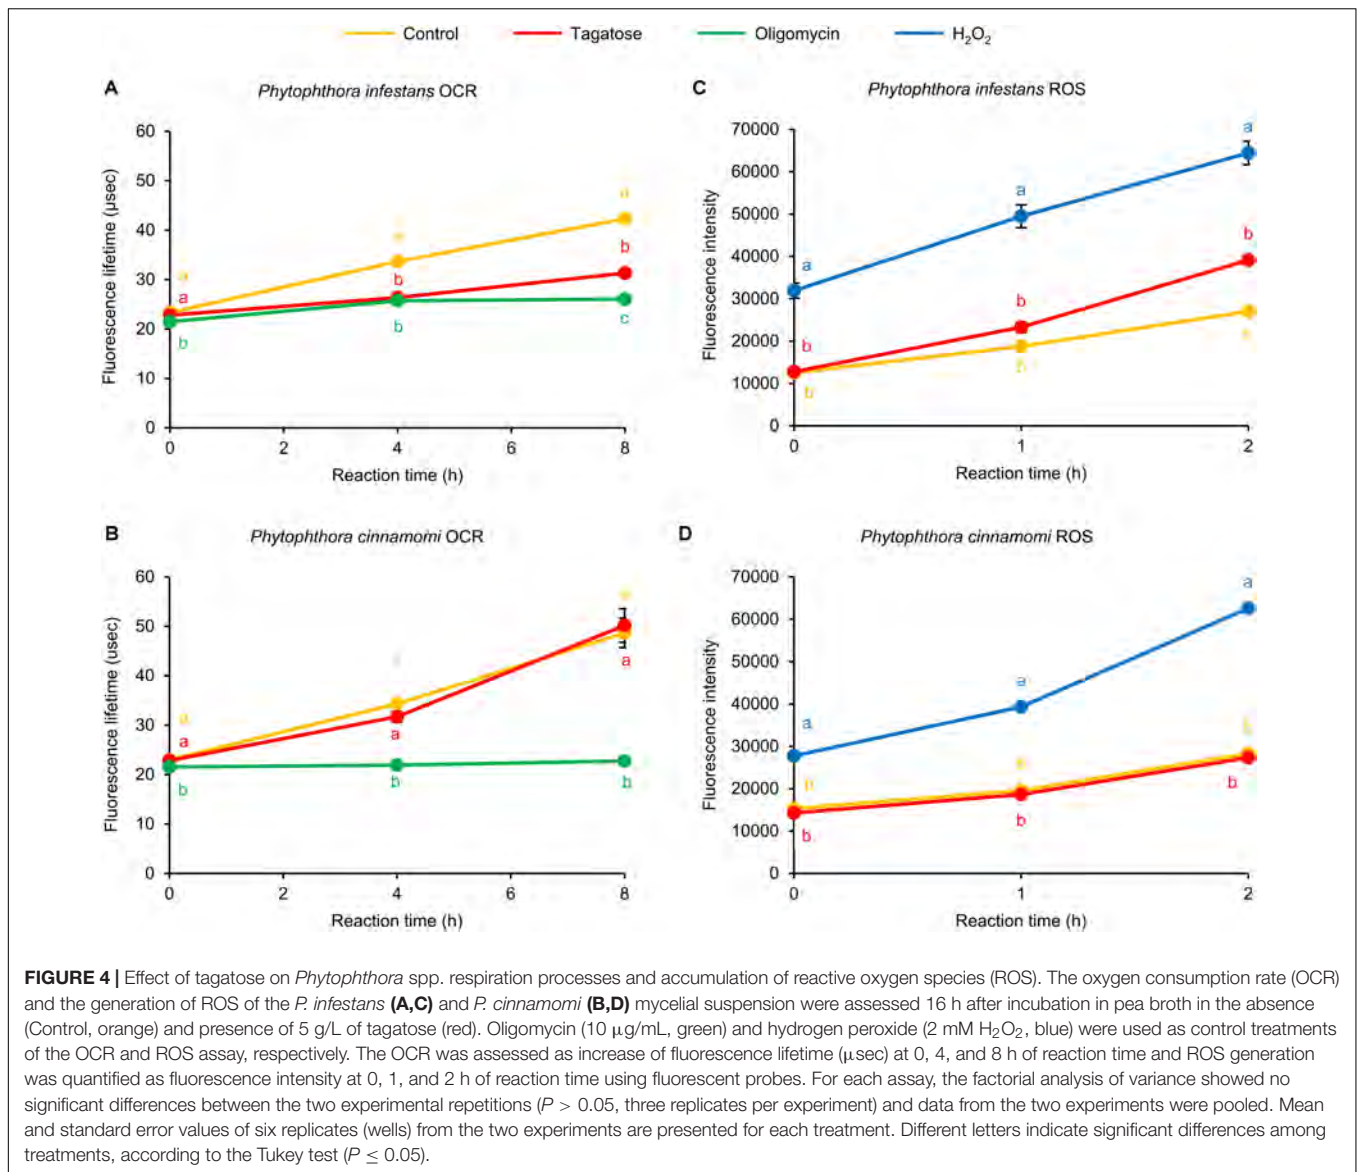 Control Tagatose Oligomycin H₂O₂
A
Phytophthora infestans OCR
Fluorescence lifetime (µsec)
60
50
40
30
20
10
0
a
a
a
b
b
b
b
c
0 2 4 6 8
Reaction time (h)
C
Phytophthora infestans ROS
Fluorescence intensity
70000
60000
50000
40000
30000
20000
10000
0
a
a
a
b
b
b
b
b
0 1 2
Reaction time (h)
B
Phytophthora cinnamomi OCR
Fluorescence lifetime (usec)
60
50
40
30
20
10
0
a
a
a
b
b
b
0 2 4 6 8
Reaction time (h)
D
Phytophthora cinnamomi ROS
Fluorescence intensity
70000
60000
50000
40000
30000
20000
10000
0
a
a
a
b
b
b
0 1 2
Reaction time (h)
FIGURE 4 | Effect of tagatose on Phytophthora spp. respiration processes and accumulation of reactive oxygen species (ROS). The oxygen consumption rate (OCR)
and the generation of ROS of the P. infestans (A,C) and P. cinnamomi (B,D) mycelial suspension were assessed 16 h after incubation in pea broth in the absence
(Control, orange) and presence of 5 g/L of tagatose (red). Oligomycin (10 µg/mL, green) and hydrogen peroxide (2 mM H₂O₂, blue) were used as control treatments
of the OCR and ROS assay, respectively. The OCR was assessed as increase of fluorescence lifetime (µsec) at 0, 4, and 8 h of reaction time and ROS generation
was quantified as fluorescence intensity at 0, 1, and 2 h of reaction time using fluorescent probes. For each assay, the factorial analysis of variance showed no
significant differences between the two experimental repetitions (P > 0.05, three replicates per experiment) and data from the two experiments were pooled. Mean
and standard error values of six replicates (wells) from the two experiments are presented for each treatment. Different letters indicate significant differences among
treatments, according to the Tukey test (P ≤ 0.05).